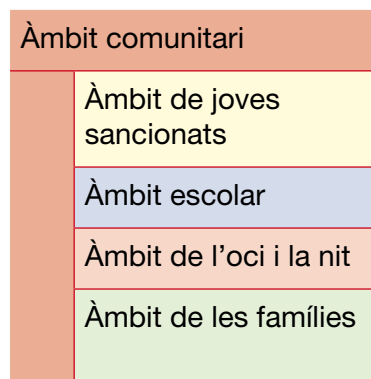 Àmbit comunitari
Àmbit de joves
sancionats
Àmbit escolar
Àmbit de l’oci i la nit
Àmbit de les famílies